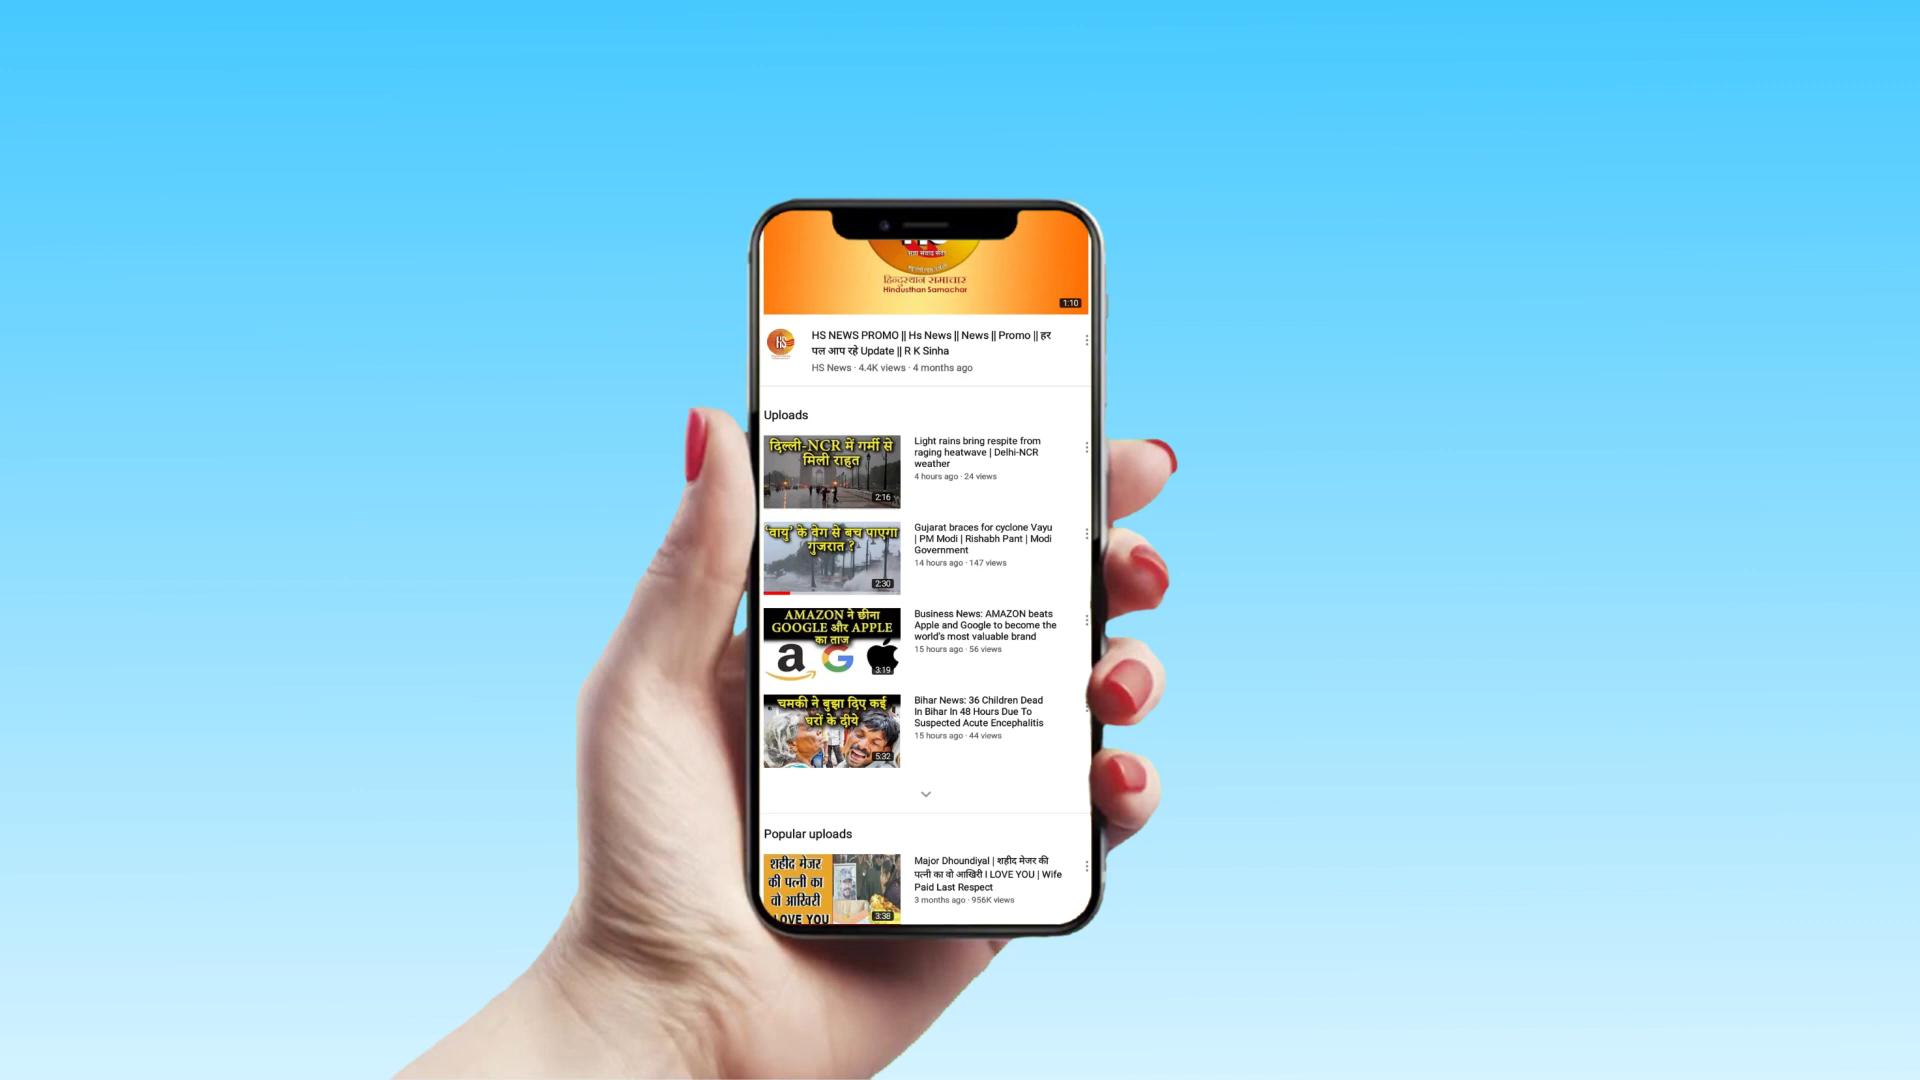 हिन्दुस्थान समाचार
Hindusthan Samachar
1:10
HS
HS NEWS PROMO || Hs News || News || Promo || हर
पल आप रहे Update || R K Sinha
HS News · 4.4K views · 4 months ago
Uploads
दिल्ली-NCR में गर्मी से
मिली राहत
2:16
Light rains bring respite from
raging heatwave | Delhi-NCR
weather
4 hours ago · 24 views
'वायु' के वेग से बच पाएगा
गुजरात ?
2:30
Gujarat braces for cyclone Vayu
| PM Modi | Rishabh Pant | Modi
Government
14 hours ago · 147 views
AMAZON ने छीना
GOOGLE और APPLE
का ताज
3:19
Business News: AMAZON beats
Apple and Google to become the
world's most valuable brand
15 hours ago · 56 views
चमकी ने बुझा दिए कई
घरों के दीये
5:32
Bihar News: 36 Children Dead
In Bihar In 48 Hours Due To
Suspected Acute Encephalitis
15 hours ago · 44 views
Popular uploads
शहीद मेजर
की पत्नी का
वो आखिरी
I LOVE YOU
3:38
Major Dhoundiyal | शहीद मेजर की
पत्नी का वो आखिरी I LOVE YOU | Wife
Paid Last Respect
3 months ago · 956K views